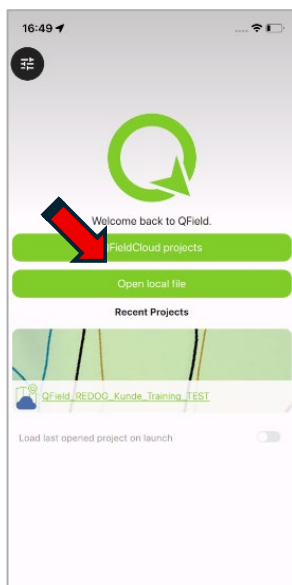 16:49
Welcome back to QField.
QFieldCloud projects
Open local file
Recent Projects
QField_REDOG_Kunde_Training_TEST
Load last opened project on launch